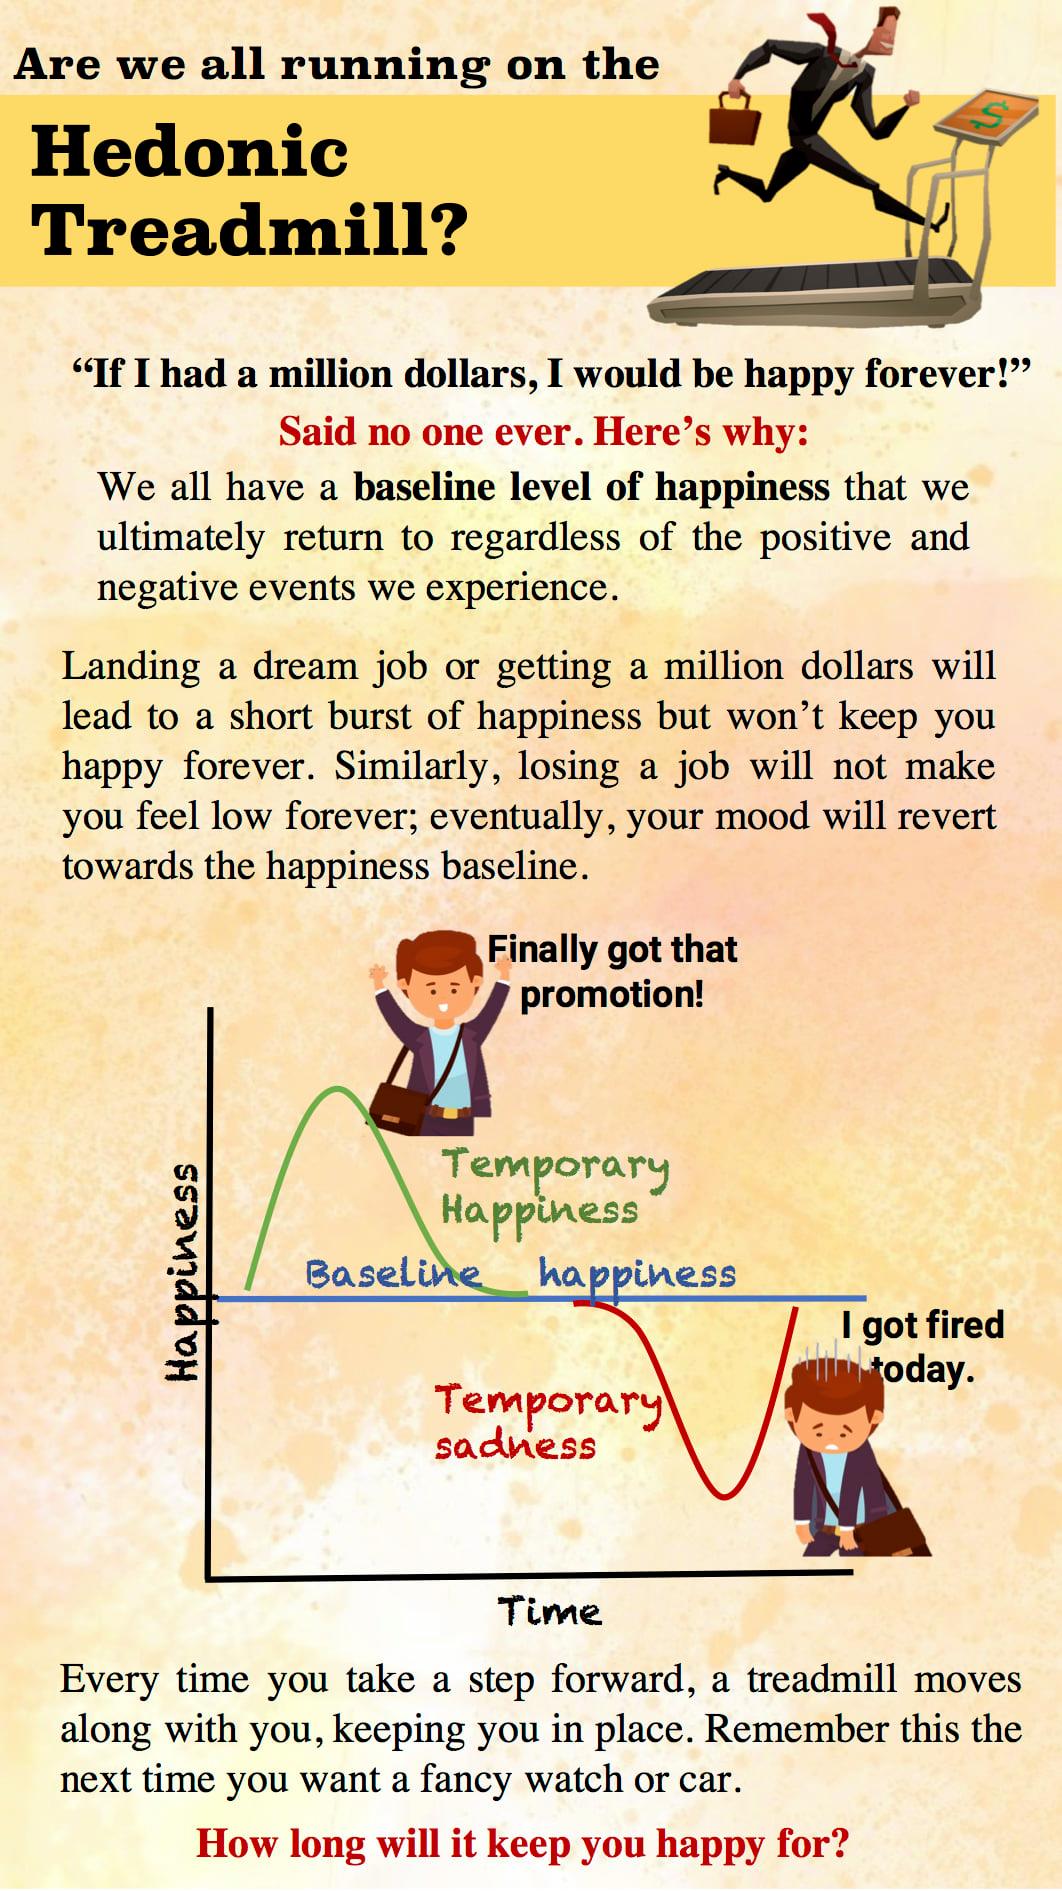 Are we all running on the
Hedonic
Treadmill?
$
“If I had a million dollars, I would be happy forever!”
Said no one ever. Here’s why:
We all have a baseline level of happiness that we
ultimately return to regardless of the positive and
negative events we experience.
Landing a dream job or getting a million dollars will
lead to a short burst of happiness but won’t keep you
happy forever. Similarly, losing a job will not make
you feel low forever; eventually, your mood will revert
towards the happiness baseline.
Finally got that
promotion!
Temporary
Happiness
Happiness
Baseline happiness
I got fired
today.
Temporary
sadness
Time
Every time you take a step forward, a treadmill moves
along with you, keeping you in place. Remember this the
next time you want a fancy watch or car.
How long will it keep you happy for?